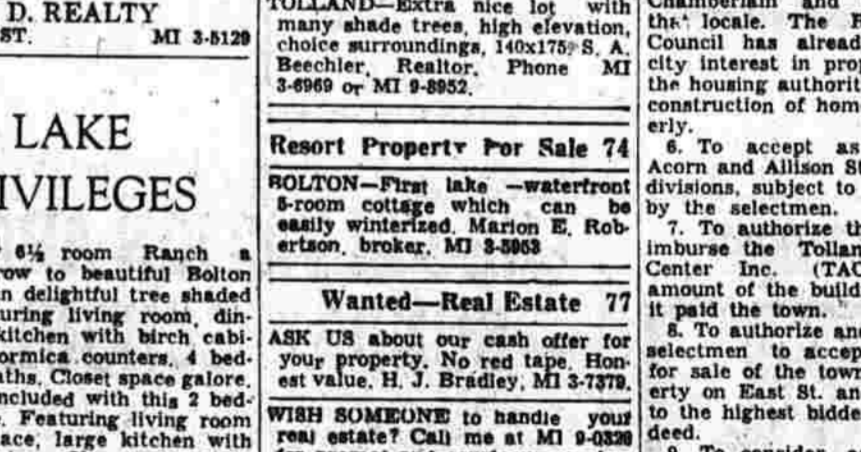 D. REALTY
ST. MI 3-5129
LAKE
IVILEGES
6½ room Ranch a
row to beautiful Bolton
n delightful tree shaded
uring living room, din-
kitchen with birch cabi-
ormica counters, 4 bed-
aths, Closet space galore.
ncluded with this 2 bed-
. Featuring living room
ace, large kitchen with
TOLLAND—Extra nice lot with
many shade trees, high elevation,
choice surroundings, 140x175. S. A.
Beechler, Realtor. Phone MI
3-6969 or MI 9-8952.
Resort Property For Sale 74
BOLTON—First lake —waterfront
5-room cottage which can be
easily winterized. Marion E. Rob-
ertson, broker, MI 3-5953
Wanted—Real Estate 77
ASK US about our cash offer for
your property. No red tape. Hon-
est value. H. J. Bradley, MI 3-7379.
WISH SOMEONE to handle your
real estate? Call me at MI 9-0320
Chamberlain and
the locale. The
Council has alread
city interest in prop
the housing authorit
construction of hom
erly.
6. To accept as
Acorn and Allison St
divisions, subject to
by the selectmen.
7. To authorize th
imburse the Tollan
Center Inc. (TAC
amount of the build
it paid the town.
8. To authorize an
selectmen to accep
for sale of the town
erty on East St. an
to the highest bidde
deed.
9. To consider